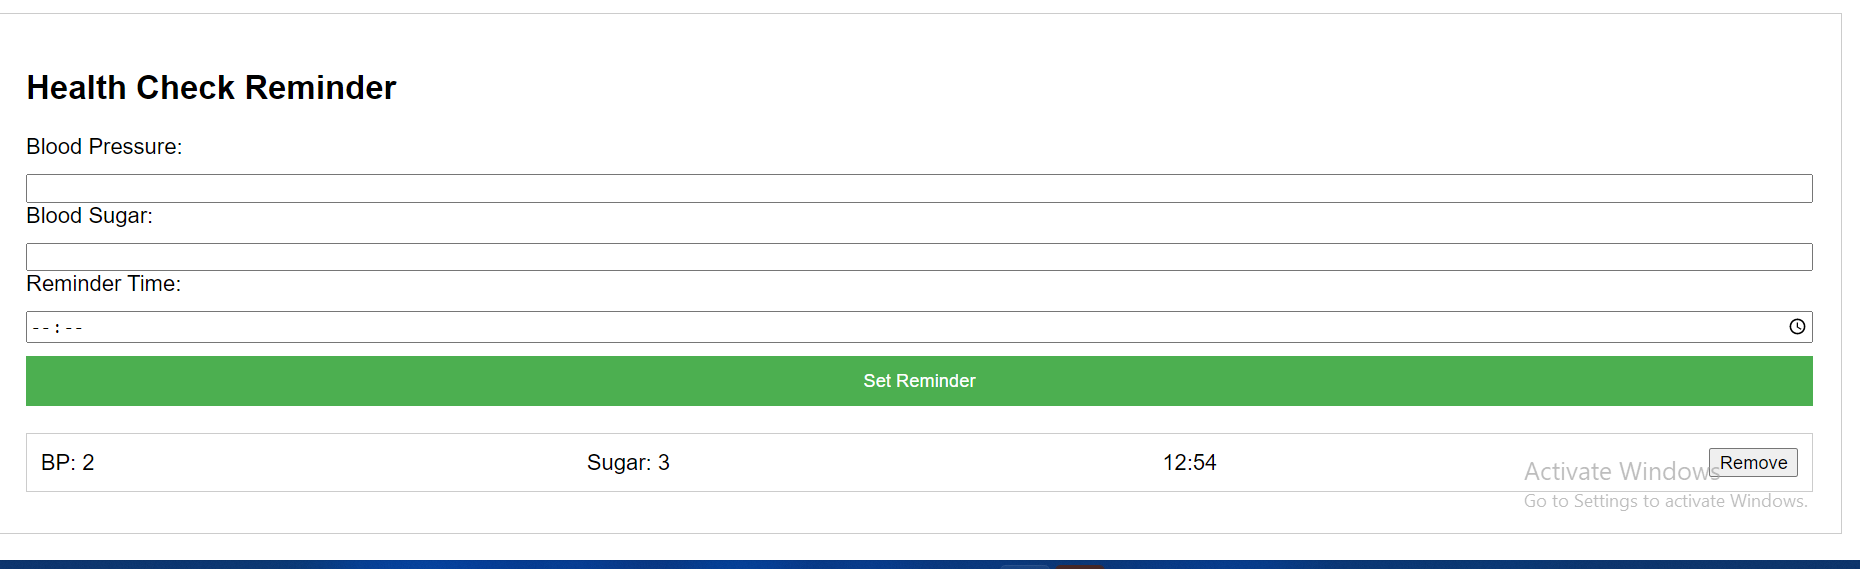 Health Check Reminder
Blood Pressure:
Blood Sugar:
Reminder Time:
--:--
Set Reminder
BP: 2 Sugar: 3 12:54 Remove
Activate Windows
Go to Settings to activate Windows.